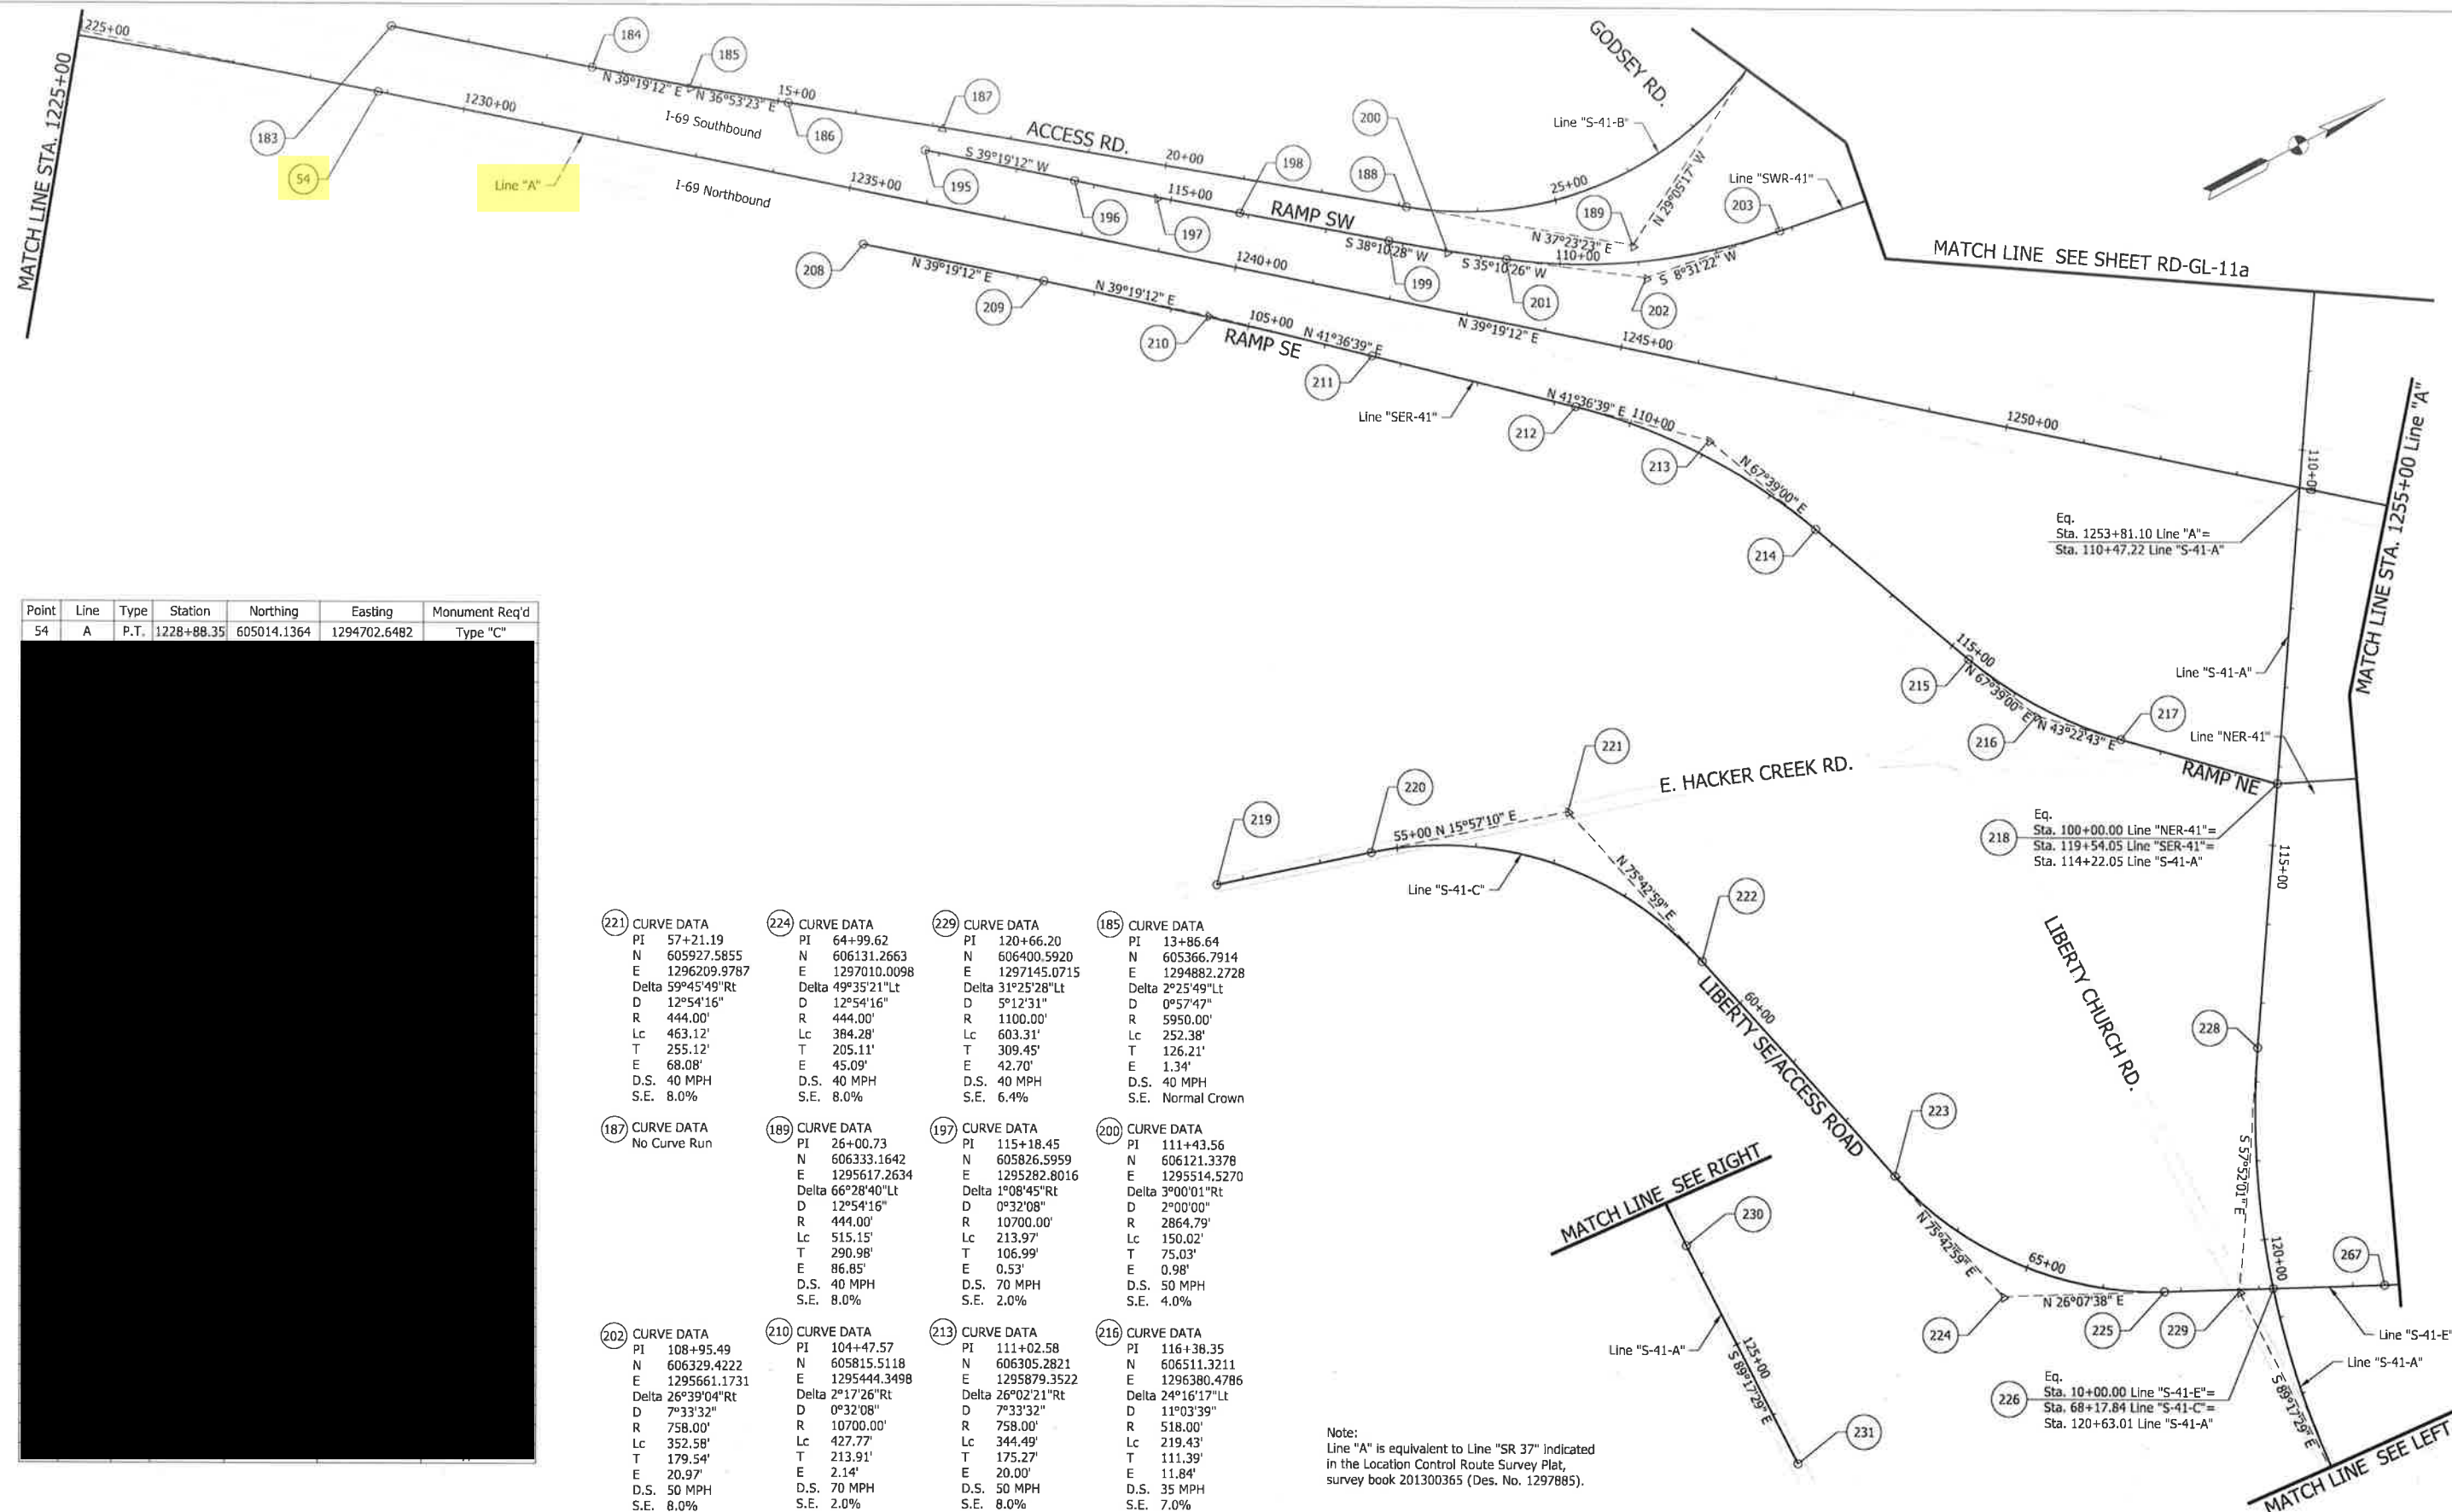 1225+00
MATCH LINE STA. 1225+00
183
54
184
185
N 39°19'12" E
N 36°53'23" E
15+00
186
187
1230+00
I-69 Southbound
Line "A"
I-69 Northbound
ACCESS RD.
20+00
S 39°19'12" W
195
196
197
1235+00
115+00
RAMP SW
198
188
200
GODSEY RD.
Line "S-41-B"
25+00
189
N 29°05'17" W
Line "SWR-41"
203
N 37°23'23" E
S 38°10'28" W
110+00
S 35°10'26" W
S 8°31'22" W
199
201
202
MATCH LINE SEE SHEET RD-GL-11a
208
N 39°19'12" E
209
N 39°19'12" E
210
105+00
RAMP SE
N 41°36'39" E
211
1240+00
N 39°19'12" E
1245+00
Line "SER-41"
N 41°36'39" E
110+00
212
213
N 67°39'00" E
214
1250+00
110+00
Eq.
Sta. 1253+81.10 Line "A"=
Sta. 110+47.22 Line "S-41-A"
MATCH LINE STA. 1255+00 Line "A"
Line "S-41-A"
115+00
215
N 67°39'00" E
216
N 43°22'43" E
217
Line "NER-41"
RAMP NE
Eq.
218
Sta. 100+00.00 Line "NER-41"=
Sta. 119+54.05 Line "SER-41"=
Sta. 114+22.05 Line "S-41-A"
115+00
Point Line Type Station Northing Easting Monument Req'd
54 A P.T. 1228+88.35 605014.1364 1294702.6482 Type "C"
219
220
221
E. HACKER CREEK RD.
55+00 N 15°57'10" E
N 75°42'59" E
Line "S-41-C"
222
60+00
LIBERTY SE/ACCESS ROAD
LIBERTY CHURCH RD.
228
223
S 57°52'01" E
N 75°42'59" E
65+00
120+00
267
N 26°07'38" E
224
225
229
Line "S-41-E"
Line "S-41-A"
S 89°17'29" E
Eq.
226
Sta. 10+00.00 Line "S-41-E"=
Sta. 68+17.84 Line "S-41-C"=
Sta. 120+63.01 Line "S-41-A"
MATCH LINE SEE LEFT
MATCH LINE SEE RIGHT
230
Line "S-41-A"
125+00
S 89°17'29" E
231
221 CURVE DATA
PI 57+21.19
N 605927.5855
E 1296209.9787
Delta 59°45'49"Rt
D 12°54'16"
R 444.00'
Lc 463.12'
T 255.12'
E 68.08'
D.S. 40 MPH
S.E. 8.0%
224 CURVE DATA
PI 64+99.62
N 606131.2663
E 1297010.0098
Delta 49°35'21"Lt
D 12°54'16"
R 444.00'
Lc 384.28'
T 205.11'
E 45.09'
D.S. 40 MPH
S.E. 8.0%
229 CURVE DATA
PI 120+66.20
N 606400.5920
E 1297145.0715
Delta 31°25'28"Lt
D 5°12'31"
R 1100.00'
Lc 603.31'
T 309.45'
E 42.70'
D.S. 40 MPH
S.E. 6.4%
185 CURVE DATA
PI 13+86.64
N 605366.7914
E 1294882.2728
Delta 2°25'49"Lt
D 0°57'47"
R 5950.00'
Lc 252.38'
T 126.21'
E 1.34'
D.S. 40 MPH
S.E. Normal Crown
187 CURVE DATA
No Curve Run
189 CURVE DATA
PI 26+00.73
N 606333.1642
E 1295617.2634
Delta 66°28'40"Lt
D 12°54'16"
R 444.00'
Lc 515.15'
T 290.98'
E 86.85'
D.S. 40 MPH
S.E. 8.0%
197 CURVE DATA
PI 115+18.45
N 605826.5959
E 1295282.8016
Delta 1°08'45"Rt
D 0°32'08"
R 10700.00'
Lc 213.97'
T 106.99'
E 0.53'
D.S. 70 MPH
S.E. 2.0%
200 CURVE DATA
PI 111+43.56
N 606121.3378
E 1295514.5270
Delta 3°00'01"Rt
D 2°00'00"
R 2864.79'
Lc 150.02'
T 75.03'
E 0.98'
D.S. 50 MPH
S.E. 4.0%
202 CURVE DATA
PI 108+95.49
N 606329.4222
E 1295661.1731
Delta 26°39'04"Rt
D 7°33'32"
R 758.00'
Lc 352.58'
T 179.54'
E 20.97'
D.S. 50 MPH
S.E. 8.0%
210 CURVE DATA
PI 104+47.57
N 605815.5118
E 1295444.3498
Delta 2°17'26"Rt
D 0°32'08"
R 10700.00'
Lc 427.77'
T 213.91'
E 2.14'
D.S. 70 MPH
S.E. 2.0%
213 CURVE DATA
PI 111+02.58
N 606305.2821
E 1295879.3522
Delta 26°02'21"Rt
D 7°33'32"
R 758.00'
Lc 344.49'
T 175.27'
E 20.00'
D.S. 50 MPH
S.E. 8.0%
216 CURVE DATA
PI 116+38.35
N 606511.3211
E 1296380.4786
Delta 24°16'17"Lt
D 11°03'39"
R 518.00'
Lc 219.43'
T 111.39'
E 11.84'
D.S. 35 MPH
S.E. 7.0%
Note:
Line "A" is equivalent to Line "SR 37" indicated
in the Location Control Route Survey Plat,
survey book 201300365 (Des. No. 1297885).